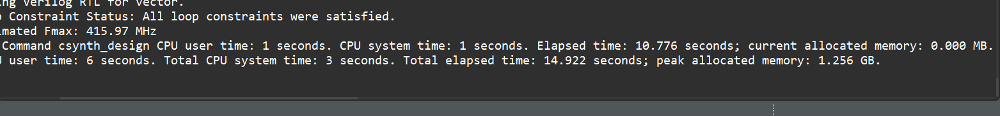 Verilog RTL for vector.
Constraint Status: All loop constraints were satisfied.
Fmax: 415.97 MHz
Command csynth_design CPU user time: 1 seconds. CPU system time: 1 seconds. Elapsed time: 10.776 seconds; current allocated memory: 0.000 MB.
user time: 6 seconds. Total CPU system time: 3 seconds. Total elapsed time: 14.922 seconds; peak allocated memory: 1.256 GB.